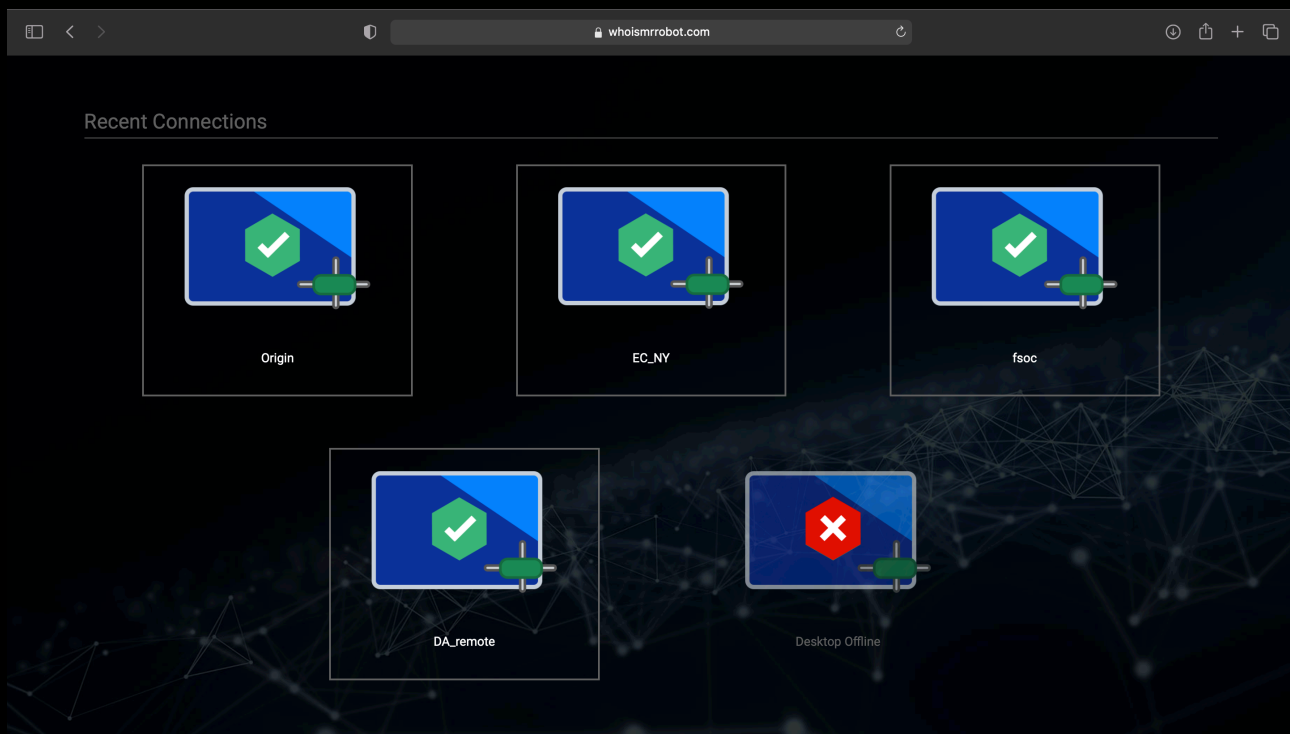 whoismrrobot.com
Recent Connections
Origin
EC_NY
fsoc
DA_remote
Desktop Offline